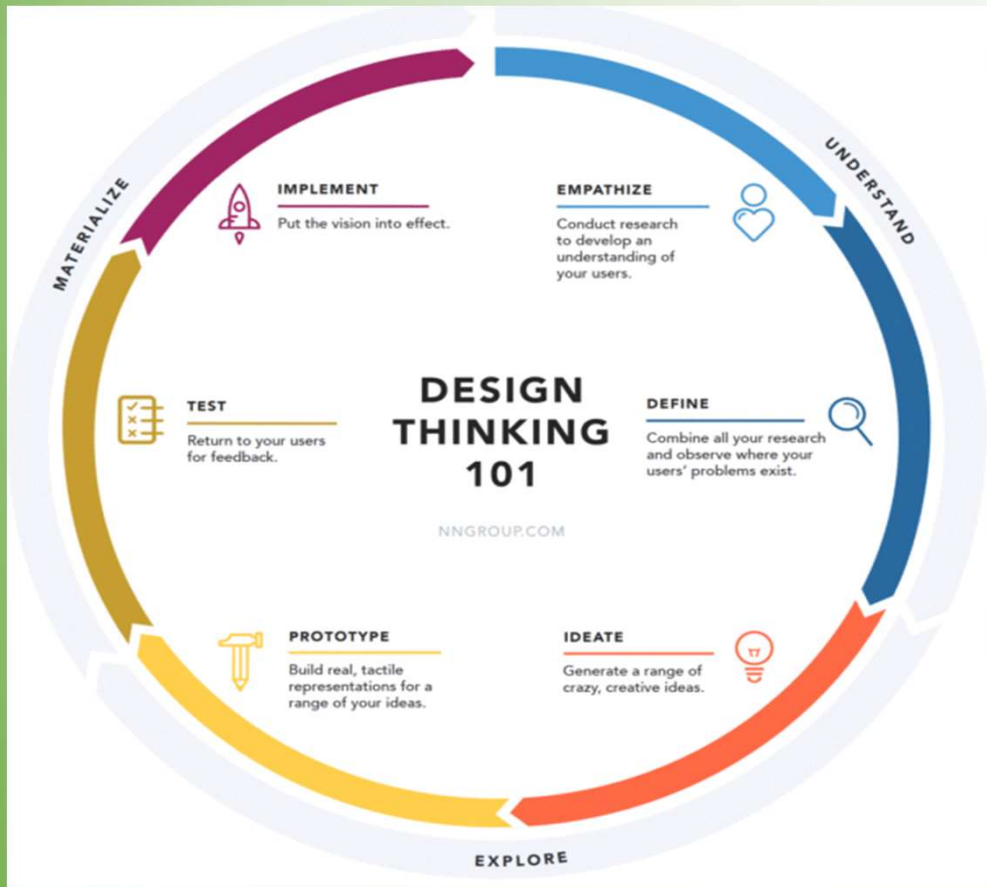 DESIGN
THINKING
101
NNGROUP.COM
UNDERSTAND
EMPATHIZE
Conduct research
to develop an
understanding of
your users.
DEFINE
Combine all your research
and observe where your
users' problems exist.
EXPLORE
IDEATE
Generate a range of
crazy, creative ideas.
PROTOTYPE
Build real, tactile
representations for a
range of your ideas.
MATERIALIZE
TEST
Return to your users
for feedback.
IMPLEMENT
Put the vision into effect.